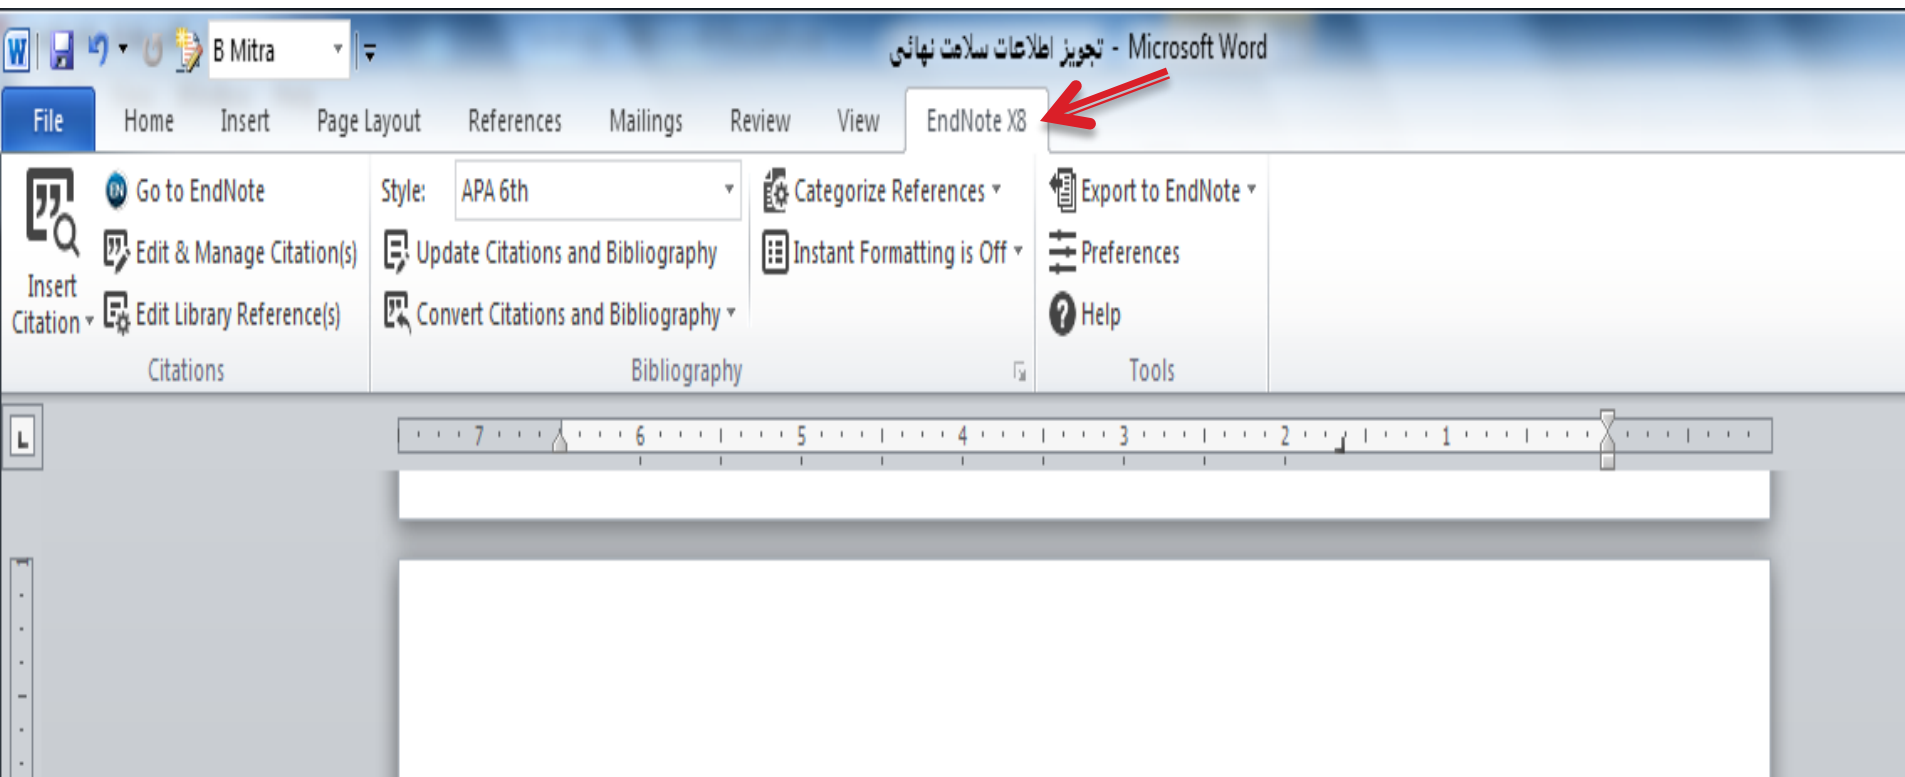 W B Mitra تجویز اطلاعات سلامت نهائی - Microsoft Word
File Home Insert Page Layout References Mailings Review View EndNote X8
Insert Citation
EN Go to EndNote
Edit & Manage Citation(s)
Edit Library Reference(s)
Citations
Style: APA 6th
Update Citations and Bibliography
Convert Citations and Bibliography
Categorize References
Instant Formatting is Off
Bibliography
Export to EndNote
Preferences
Help
Tools
L 7 6 5 4 3 2 1